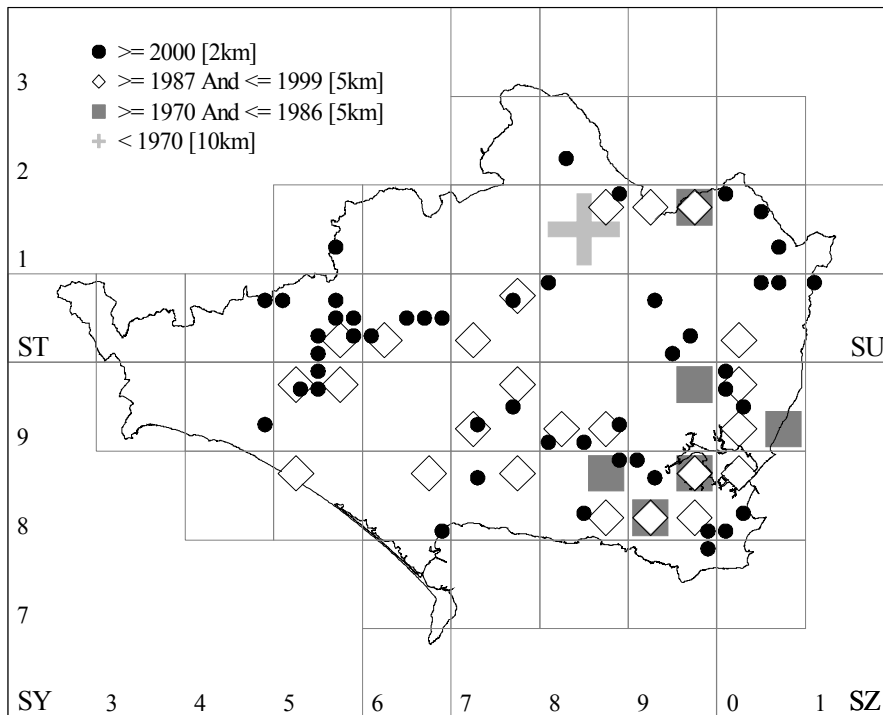 >= 2000 [2km]
>= 1987 And <= 1999 [5km]
>= 1970 And <= 1986 [5km]
< 1970 [10km]
3
2
1
ST
SU
9
8
7
SY 3 4 5 6 7 8 9 0 1 SZ